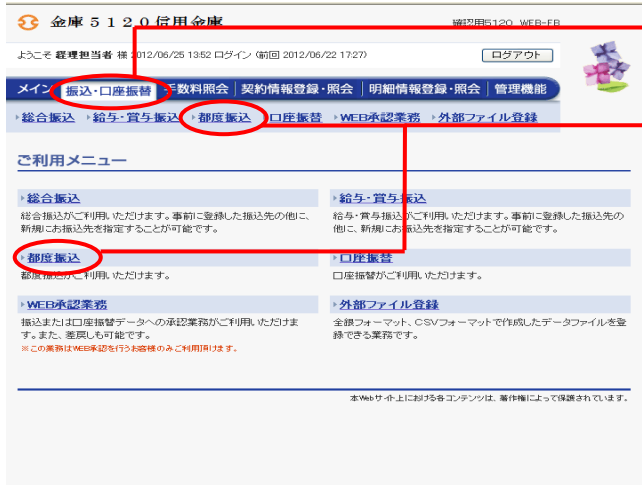 金庫5120信用金庫
確認用5120 WEB-FB
ようこそ 経理担当者 様 2012/06/25 1352 ログイン (前回 2012/06/22 1727)
ログアウト
メイン 振込・口座振替 手数料照会 契約情報登録・照会 明細情報登録・照会 管理機能
総合振込 給与・賞与振込 都度振込 口座振替 WEB承認業務 外部ファイル登録
ご利用メニュー
総合振込
給与・賞与振込
総合振込がご利用いただけます。事前に登録した振込先の他に、
新規にお振込先を指定することが可能です。
給与・賞与振込がご利用いただけます。事前に登録した振込先の
他に、新規にお振込先を指定することが可能です。
都度振込
口座振替
都度振込がご利用いただけます。
口座振替がご利用いただけます。
WEB承認業務
外部ファイル登録
振込または口座振替データへの承認業務がご利用いただけま
す。また、差戻しも可能です。
※この業務はWEB承認を行うお客様のみご利用頂けます。
全銀フォーマット、CSVフォーマットで作成したデータファイルを登
録できる業務です。
本Webサイト上における各コンテンツは、著作権によって保護されています。